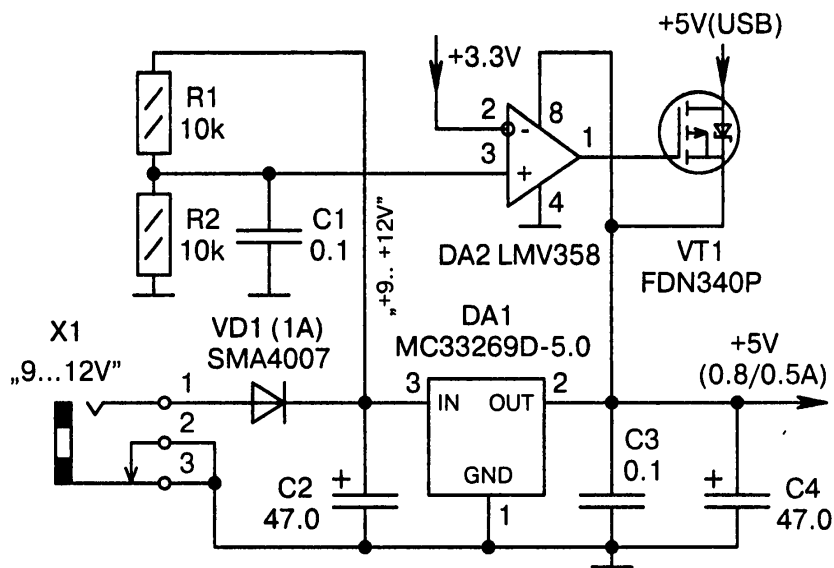 +5V(USB)
+3.3V
R1
10k
2
-
8
1
3
+
4
R2
10k
C1
0.1
„+9.. +12V”
DA2 LMV358
VT1
FDN340P
X1
„9...12V”
VD1 (1A)
SMA4007
DA1
MC33269D-5.0
+5V
(0.8/0.5A)
1
3
IN
OUT
2
2
3
GND
C3
0.1
C2
47.0
+
1
+
C4
47.0